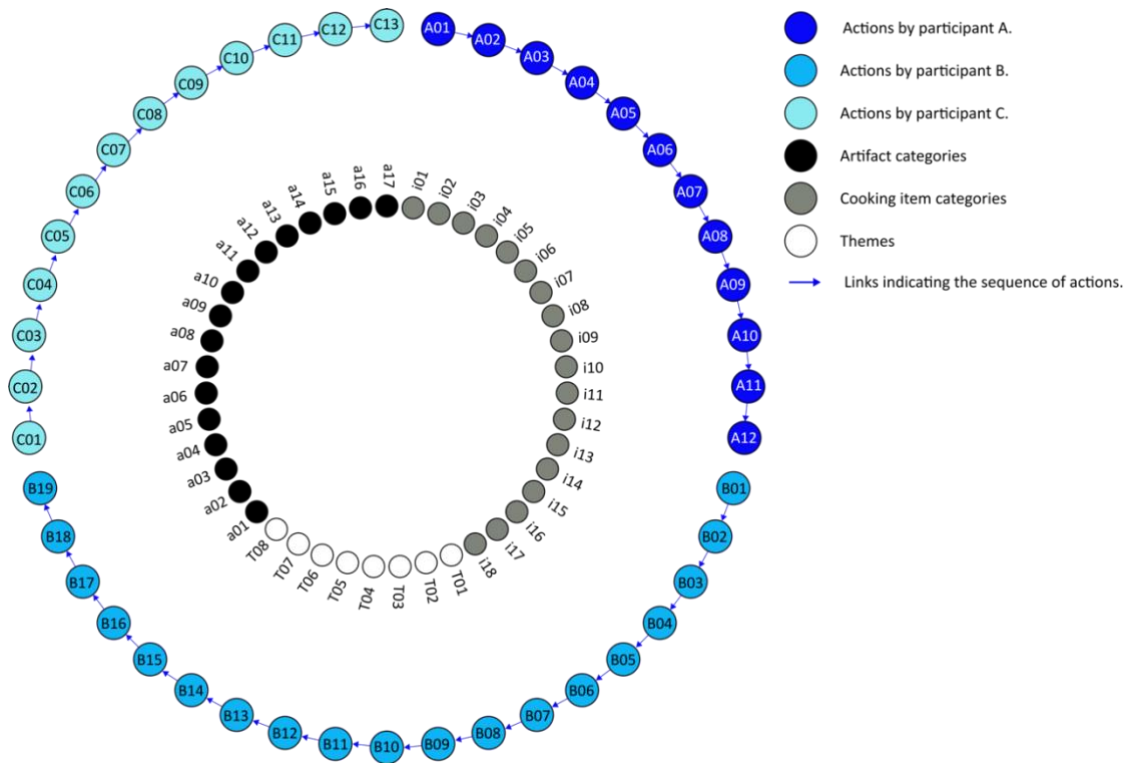 C01
C02
C03
C04
C05
C06
C07
C08
C09
C10
C11
C12
C13
A01
A02
A03
A04
A05
A06
A07
A08
A09
A10
A11
A12
B01
B02
B03
B04
B05
B06
B07
B08
B09
B10
B11
B12
B13
B14
B15
B16
B17
B18
B19
a01
a02
a03
a04
a05
a06
a07
a08
a09
a10
a11
a12
a13
a14
a15
a16
a17
i01
i02
i03
i04
i05
i06
i07
i08
i09
i10
i11
i12
i13
i14
i15
i16
i17
i18
T01
T02
T03
T04
T05
T06
T07
T08
Actions by participant A.
Actions by participant B.
Actions by participant C.
Artifact categories
Cooking item categories
Themes
Links indicating the sequence of actions.